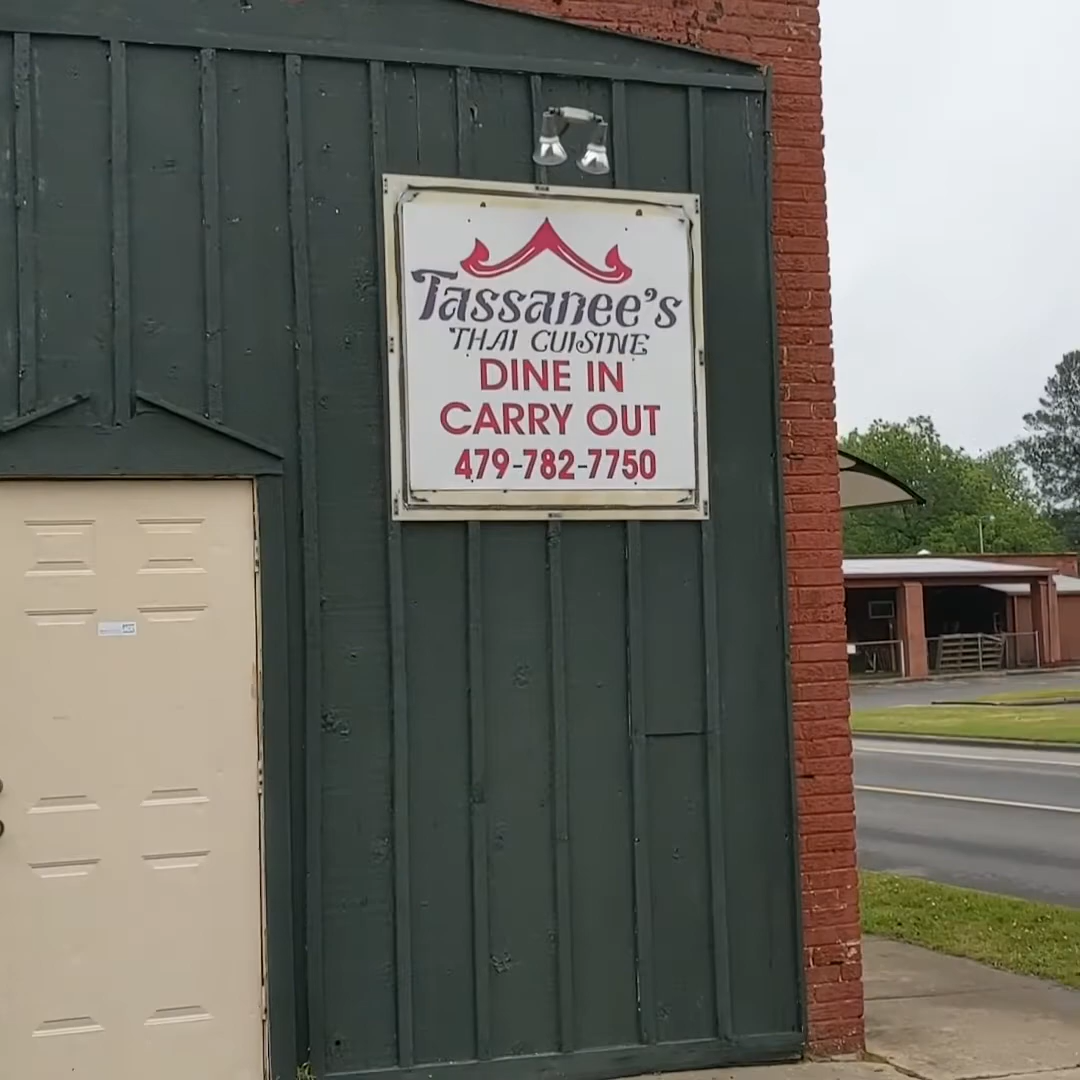 Tassanee's
THAI CUISINE
DINE IN
CARRY OUT
479-782-7750